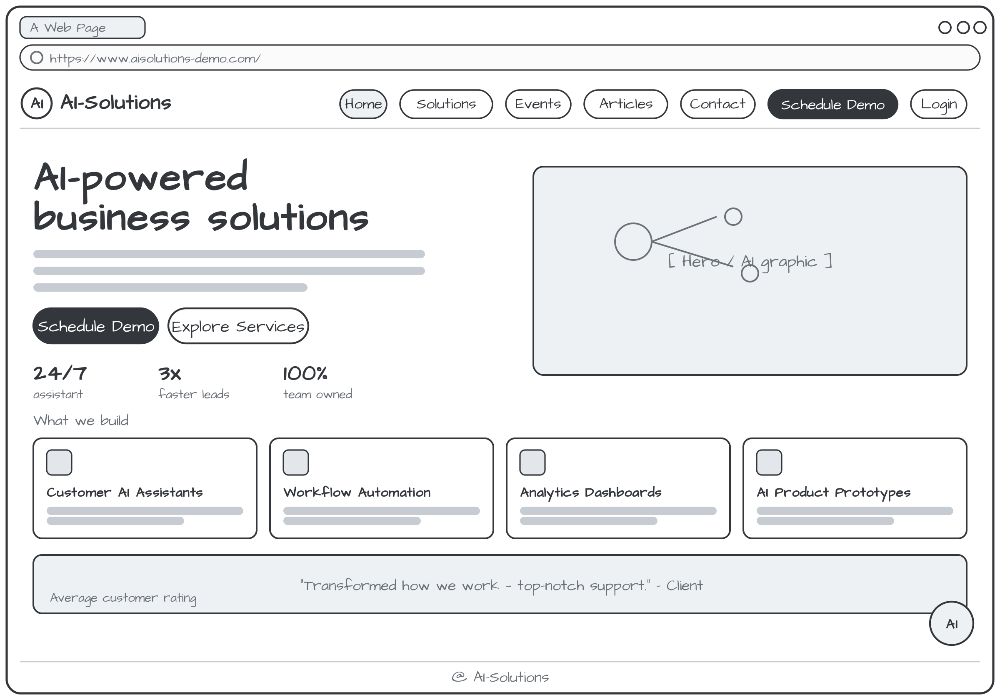 A Web Page
https://www.aisolutions-demo.com/
AI AI-Solutions
Home Solutions Events Articles Contact Schedule Demo Login
AI-powered
business solutions
[ Hero / AI graphic ]
Schedule Demo Explore Services
24/7 3x 100%
assistant faster leads team owned
What we build
Customer AI Assistants Workflow Automation Analytics Dashboards AI Product Prototypes
"Transformed how we work - top-notch support." - Client
Average customer rating
AI
@ AI-Solutions